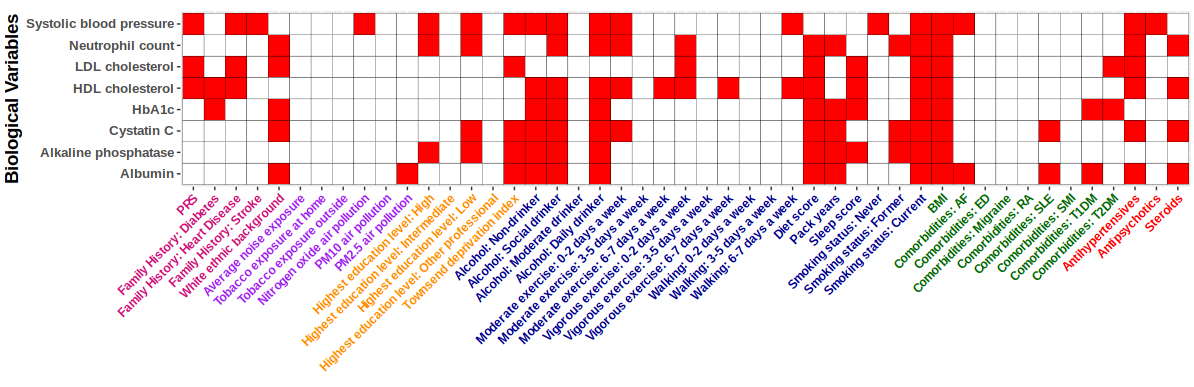 Biological Variables
Systolic blood pressure
Neutrophil count
LDL cholesterol
HDL cholesterol
HbA1c
Cystatin C
Alkaline phosphatase
Albumin
PRS
Family History: Diabetes
Family History: Heart Disease
Family History: Stroke
White ethnic background
Average noise exposure
Tobacco exposure at home
Tobacco exposure outside
Nitrogen oxide air pollution
PM10 air pollution
PM2.5 air pollution
Highest education level: High
Highest education level: Intermediate
Highest education level: Low
Highest education level: Other professional
Townsend deprivation index
Alcohol: Non-drinker
Alcohol: Social drinker
Alcohol: Moderate drinker
Alcohol: Daily drinker
Moderate exercise: 0-2 days a week
Moderate exercise: 3-5 days a week
Moderate exercise: 6-7 days a week
Vigorous exercise: 0-2 days a week
Vigorous exercise: 3-5 days a week
Vigorous exercise: 6-7 days a week
Walking: 0-2 days a week
Walking: 3-5 days a week
Walking: 6-7 days a week
Diet score
Pack years
Sleep score
Smoking status: Never
Smoking status: Former
Smoking status: Current
BMI
Comorbidities: AF
Comorbidities: ED
Comorbidities: Migraine
Comorbidities: RA
Comorbidities: SLE
Comorbidities: SMI
Comorbidities: T1DM
Comorbidities: T2DM
Antihypertensives
Antipsychotics
Steroids